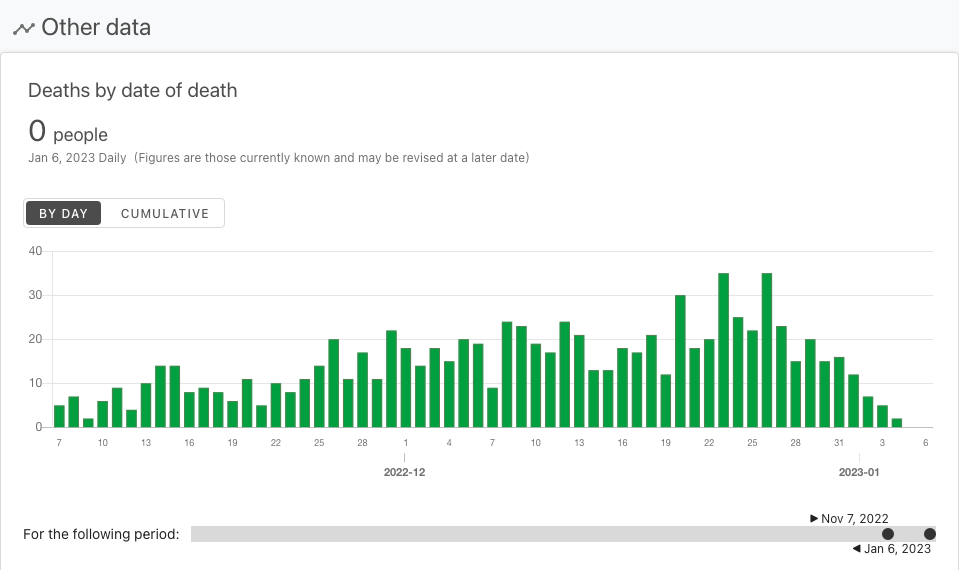 Other data
Deaths by date of death
0 people
Jan 6, 2023 Daily (Figures are those currently known and may be revised at a later date)
BY DAY CUMULATIVE
40
30
20
10
0
7 10 13 16 19 22 25 28 1 4 7 10 13 16 19 22 25 28 31 3 6
2022-12 2023-01
▶ Nov 7, 2022
For the following period:
◀ Jan 6, 2023